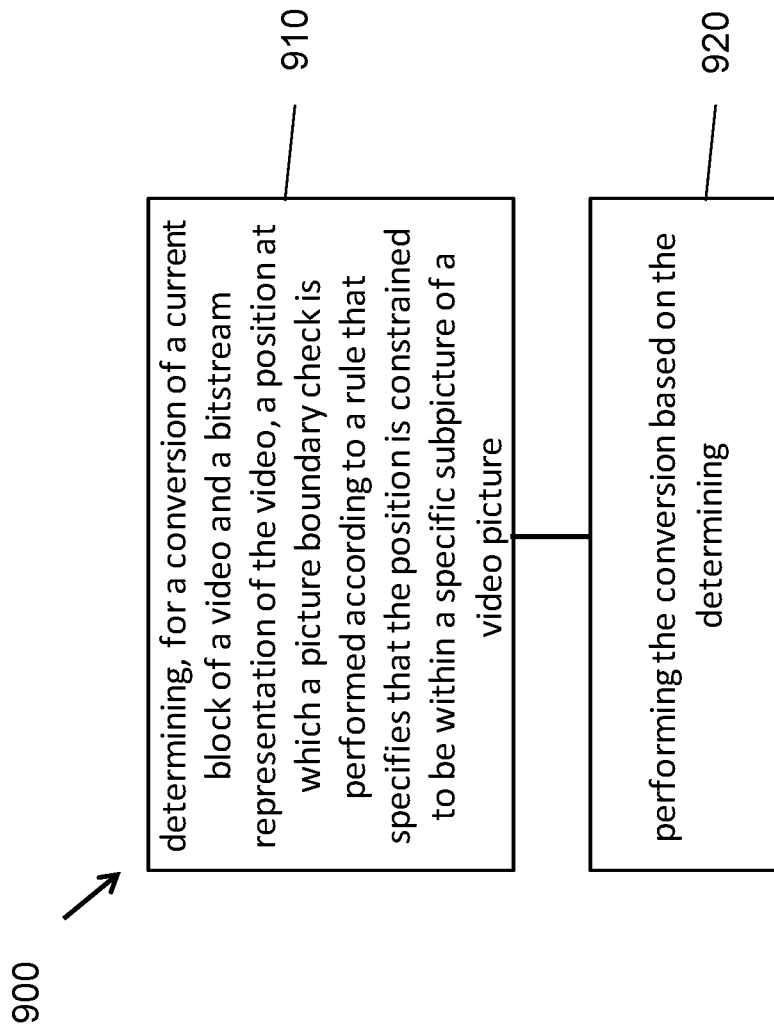 900
determining, for a conversion of a current
block of a video and a bitstream
representation of the video, a position at
which a picture boundary check is
performed according to a rule that
specifies that the position is constrained
to be within a specific subpicture of a
video picture
910
performing the conversion based on the
determining
920